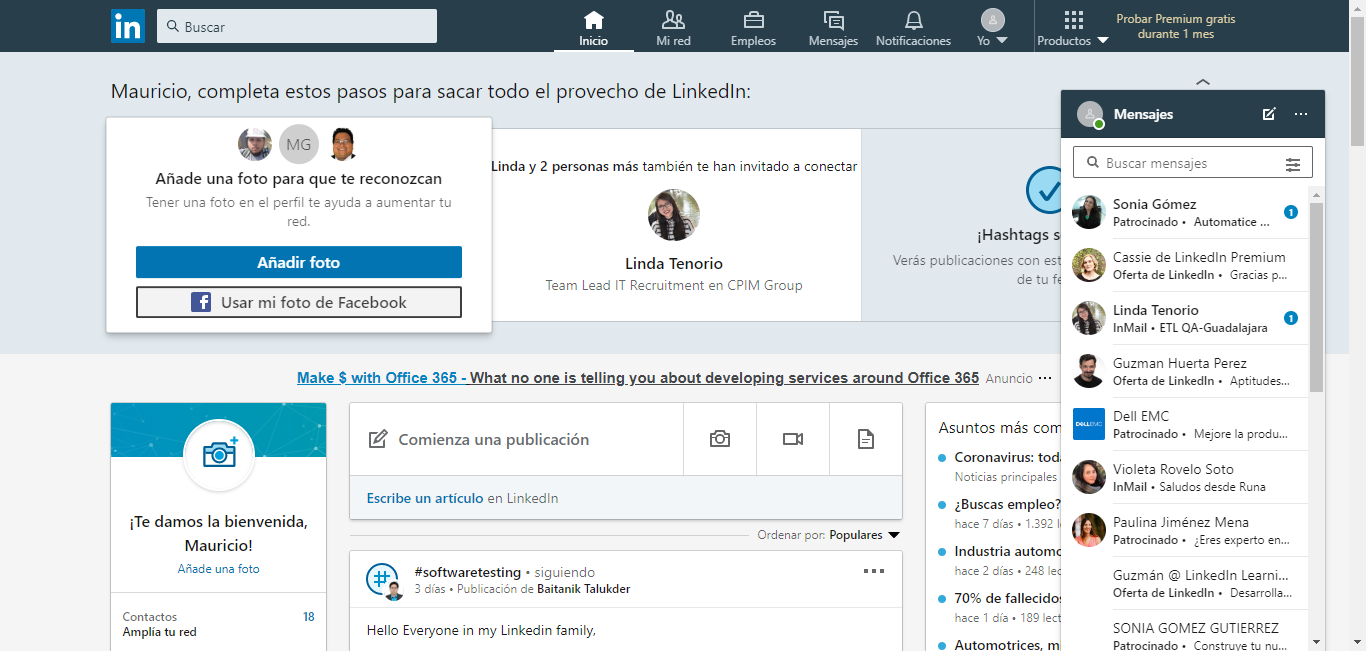 in
Buscar
Inicio
Mi red
Empleos
Mensajes
Notificaciones
Yo
Productos
Probar Premium gratis
durante 1 mes
Mauricio, completa estos pasos para sacar todo el provecho de LinkedIn:
MG
Añade una foto para que te reconozcan
Tener una foto en el perfil te ayuda a aumentar tu
red.
Añadir foto
Usar mi foto de Facebook
Linda y 2 personas más también te han invitado a conectar
Linda Tenorio
Team Lead IT Recruitment en CPIM Group
¡Hashtags s
Verás publicaciones con est
de tu fe
Make $ with Office 365 - What no one is telling you about developing services around Office 365 Anuncio ···
¡Te damos la bienvenida,
Mauricio!
Añade una foto
Contactos 18
Amplía tu red
Comienza una publicación
Escribe un artículo en LinkedIn
Ordenar por: Populares
#softwaretesting • siguiendo
3 días • Publicación de Baitanik Talukder
Hello Everyone in my Linkedin family,
Asuntos más com
Coronavirus: toda
Noticias principales
¿Buscas empleo?
hace 7 días • 1.392 l
Industria automo
hace 2 días • 248 lec
70% de fallecidos
hace 1 día • 189 lect
Automotrices, m
Mensajes
Buscar mensajes
Sonia Gómez
Patrocinado • Automatice ... 1
Cassie de LinkedIn Premium
Oferta de LinkedIn • Gracias p...
Linda Tenorio
InMail • ETL QA-Guadalajara 1
Guzman Huerta Perez
Oferta de LinkedIn • Aptitudes...
DELL EMC
Dell EMC
Patrocinado • Mejore la produ...
Violeta Rovelo Soto
InMail • Saludos desde Runa
Paulina Jiménez Mena
Patrocinado • ¿Eres experto en...
Guzmán @ LinkedIn Learni...
Oferta de LinkedIn • Desarrolla...
SONIA GOMEZ GUTIERREZ
Patrocinado • Construye tu nu...